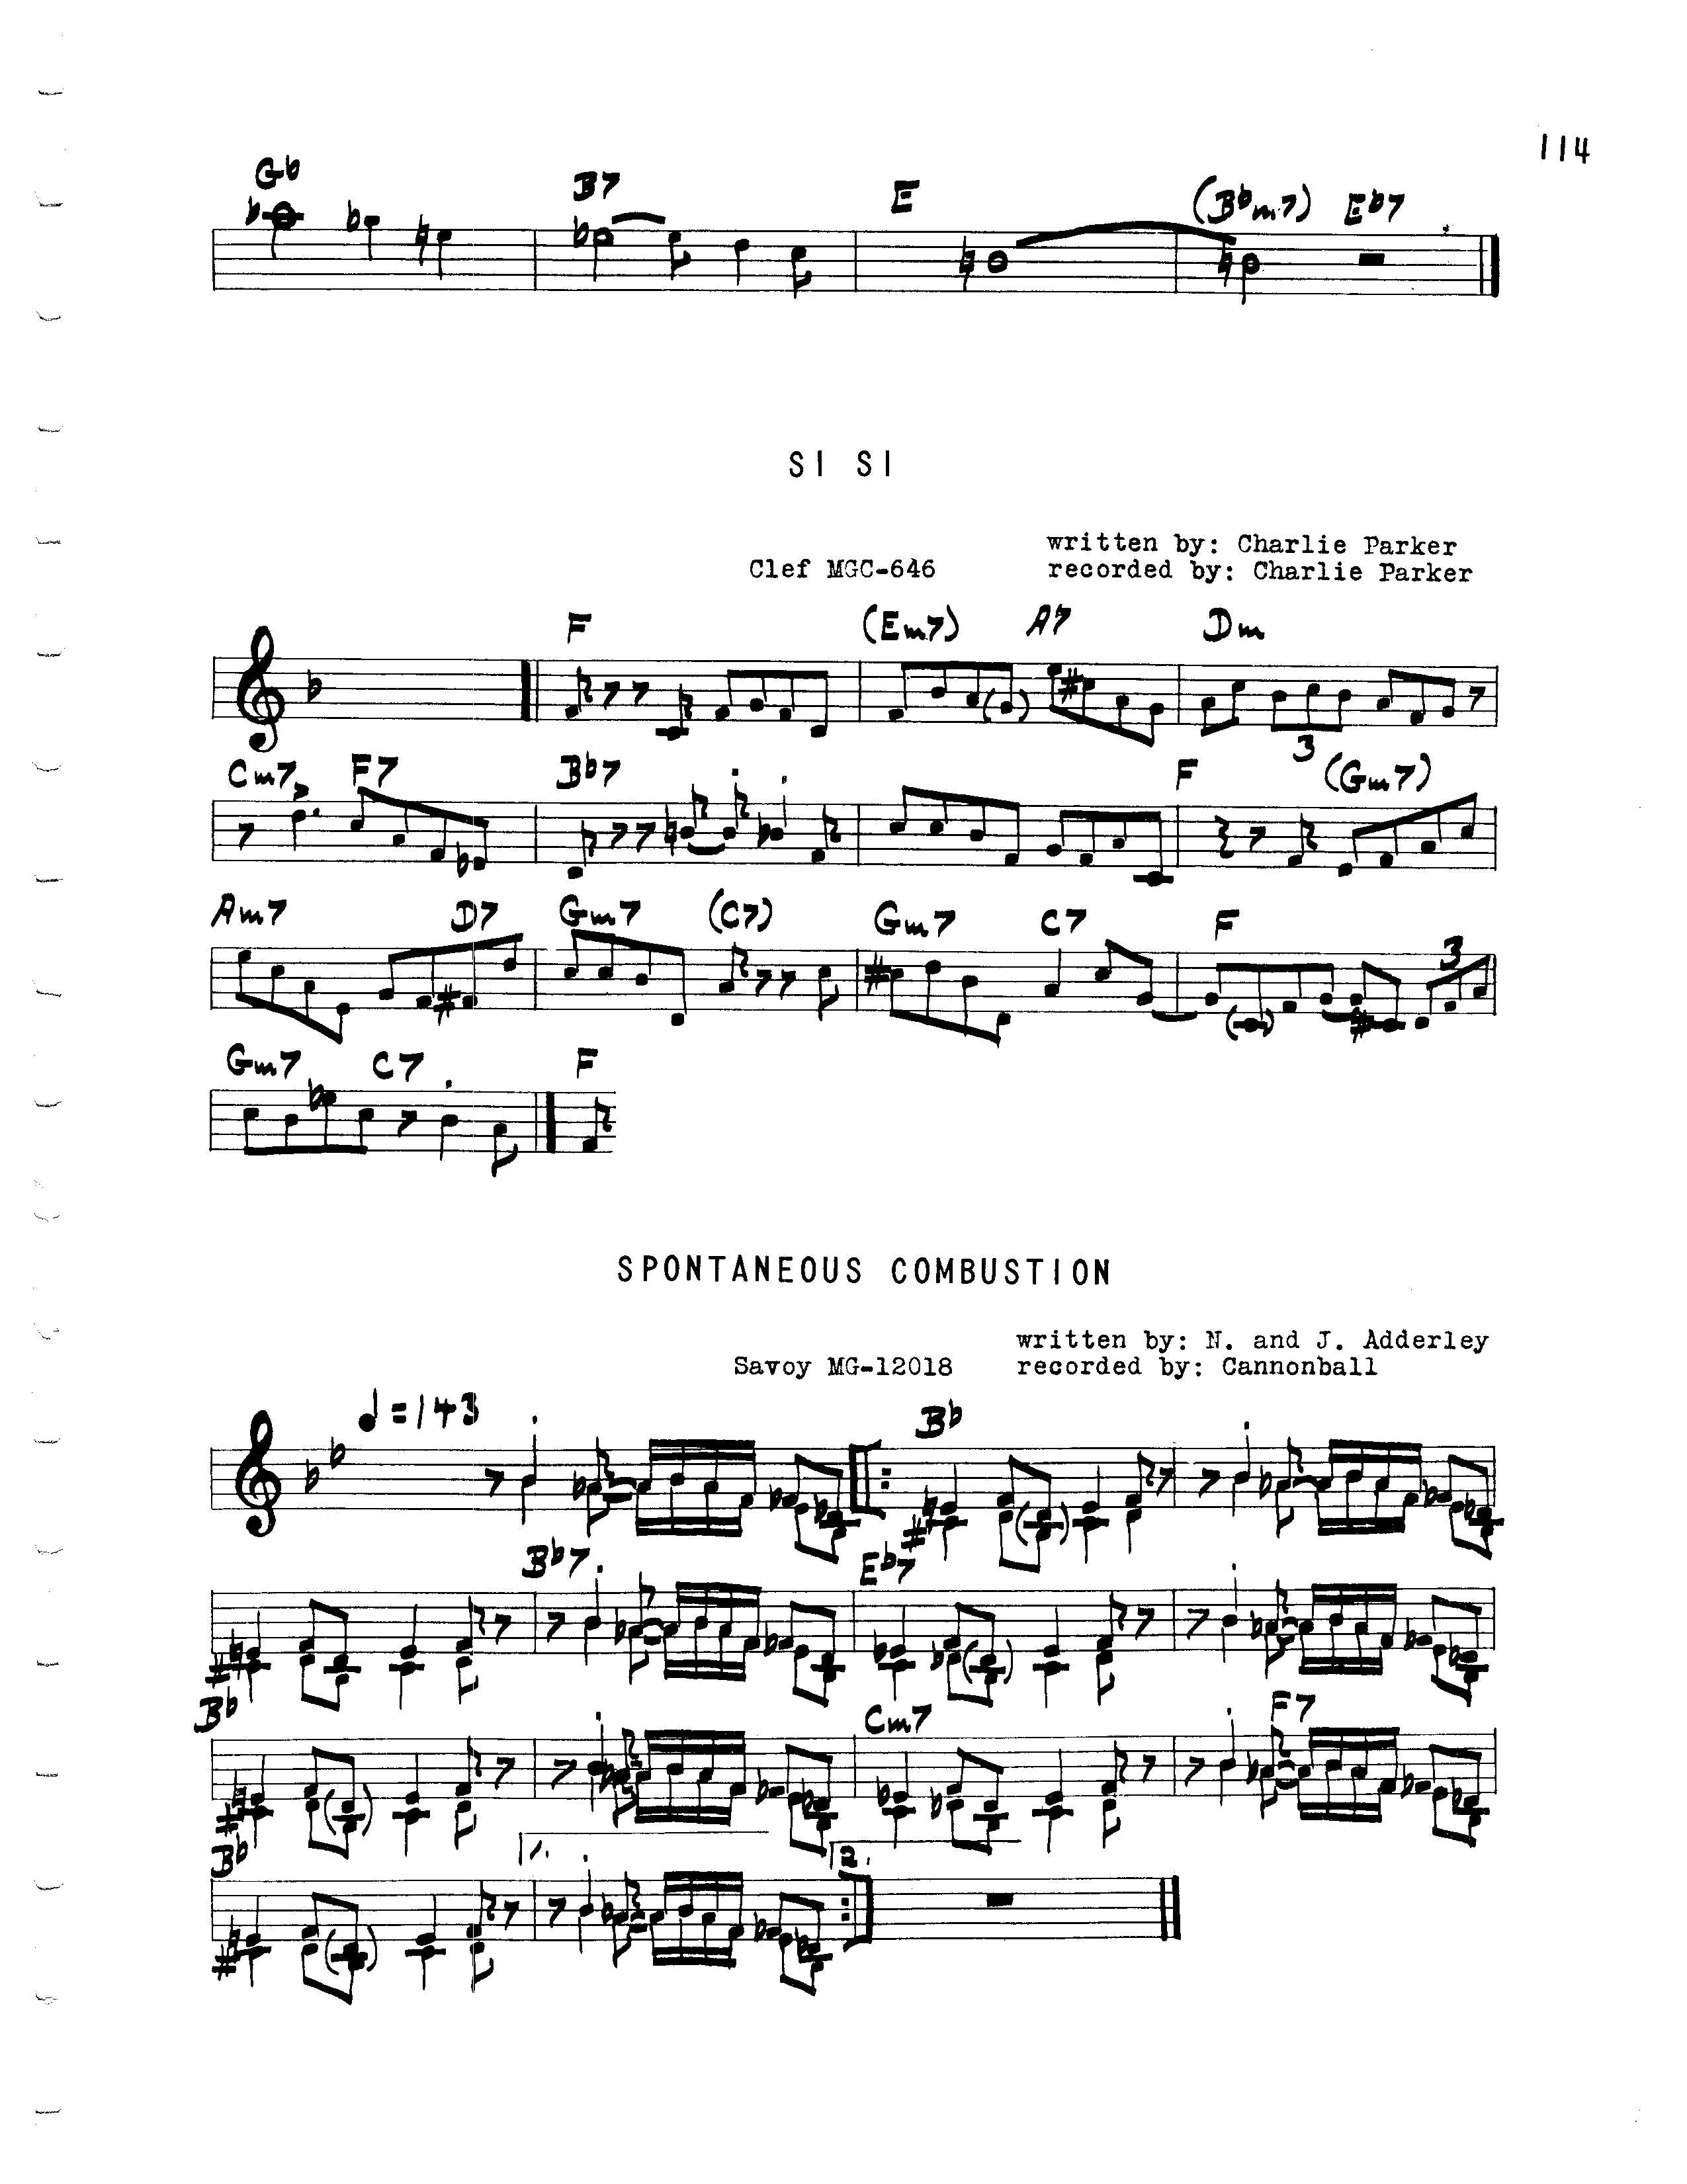 114
Gb B7 E (Bbm7) Eb7
SI SI
written by: Charlie Parker
Clef MGC-646 recorded by: Charlie Parker
F (Em7) A7 Dm
3
Cm7 F7 Bb7 F (Gm7)
Am7 D7 Gm7 (C7) Gm7 C7 F
3
Gm7 C7 F
SPONTANEOUS COMBUSTION
written by: N. and J. Adderley
Savoy MG-12018 recorded by: Cannonball
♩ = 143
Bb
Bb7 Eb7
Bb Cm7 F7
Bb 1. 2.